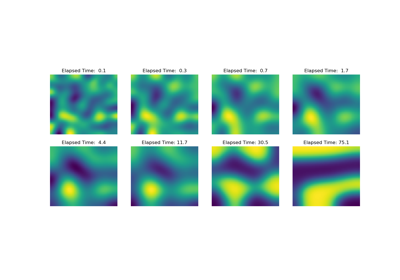 Elapsed Time:  0.1
Elapsed Time:  0.3
Elapsed Time:  0.7
Elapsed Time:  1.7
Elapsed Time:  4.4
Elapsed Time: 11.7
Elapsed Time: 30.5
Elapsed Time: 75.1